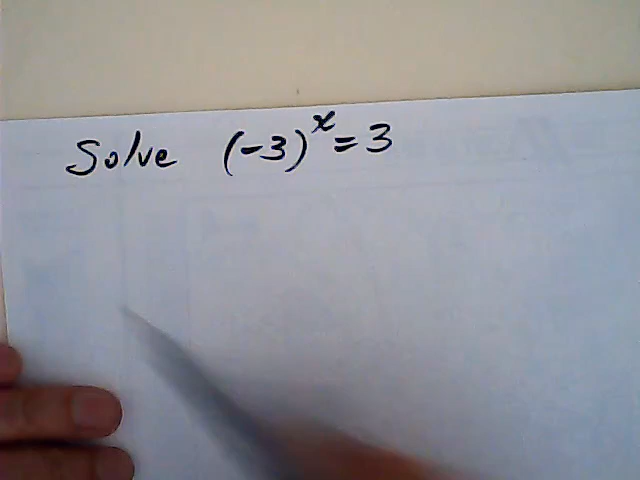 Solve (-3)^x = 3